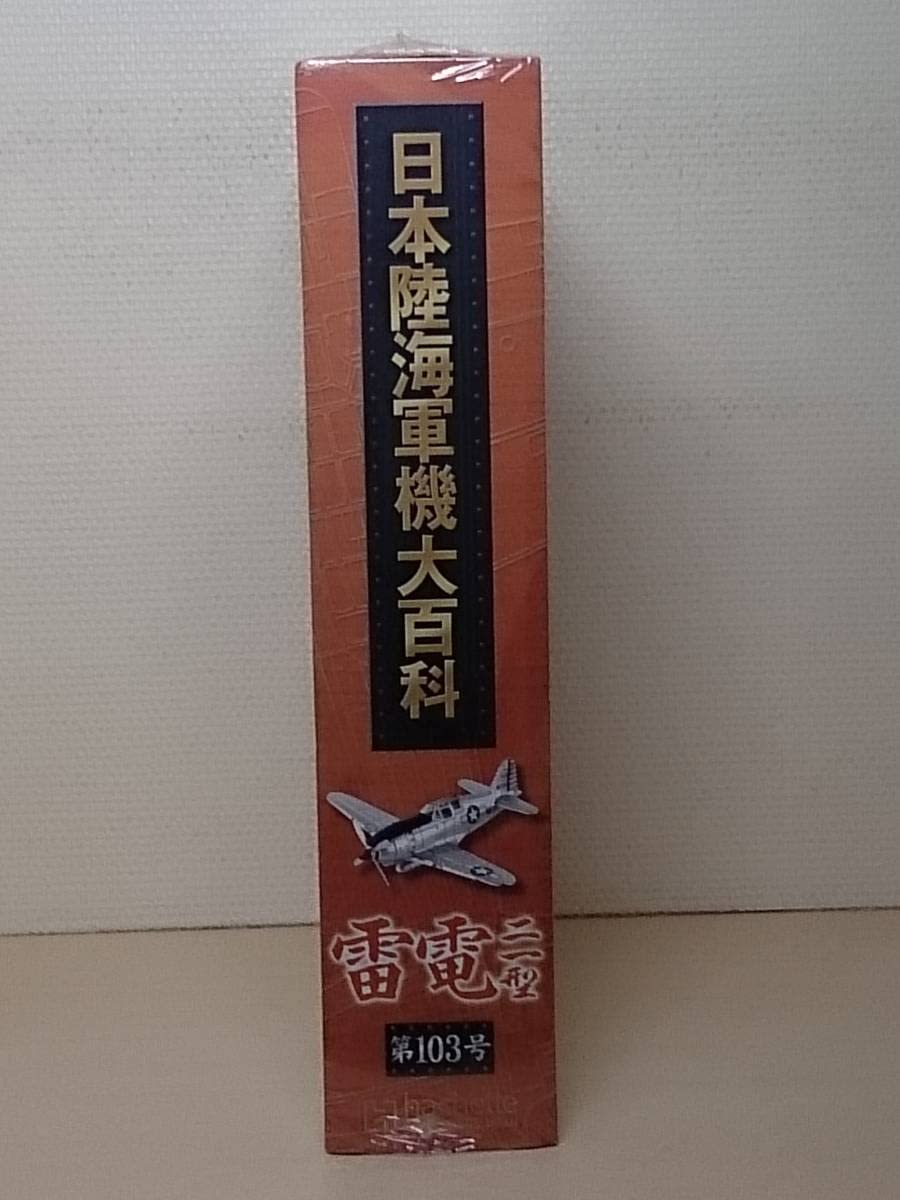 日本陸海軍機大百科
雷電二一型
第103号
hachette